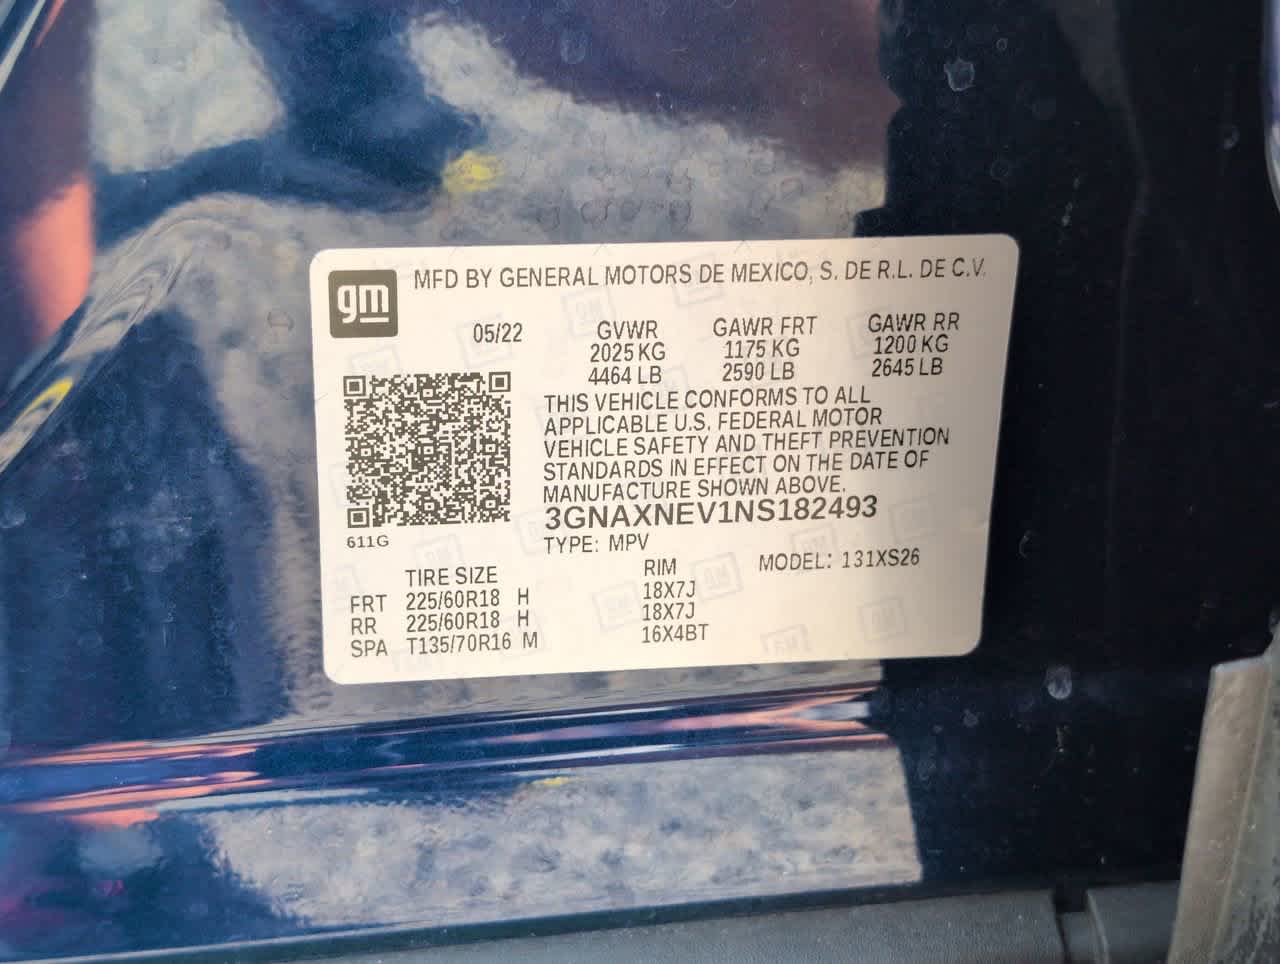 gm
MFD BY GENERAL MOTORS DE MEXICO, S. DE R.L. DE C.V.
05/22 GVWR GAWR FRT GAWR RR
2025 KG 1175 KG 1200 KG
4464 LB 2590 LB 2645 LB
THIS VEHICLE CONFORMS TO ALL
APPLICABLE U.S. FEDERAL MOTOR
VEHICLE SAFETY AND THEFT PREVENTION
STANDARDS IN EFFECT ON THE DATE OF
MANUFACTURE SHOWN ABOVE.
3GNAXNEV1NS182493
611G
TYPE: MPV
MODEL: 131XS26
TIRE SIZE RIM
FRT 225/60R18 H 18X7J
RR 225/60R18 H 18X7J
SPA T135/70R16 M 16X4BT